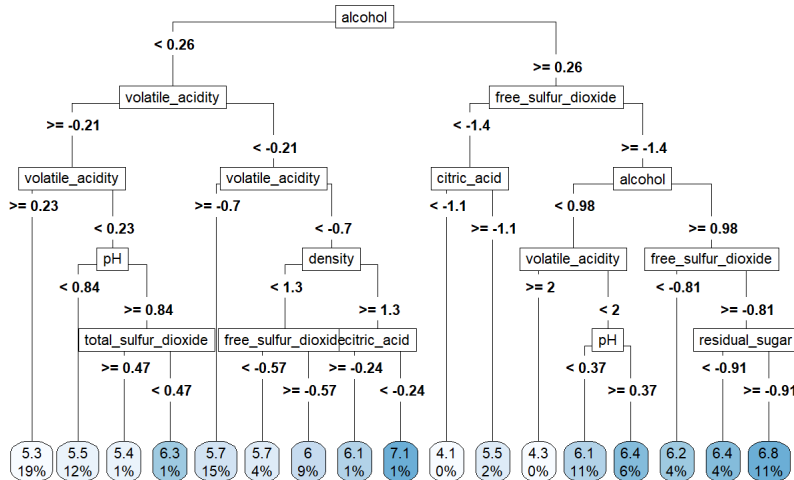 alcohol
< 0.26
>= 0.26
volatile_acidity
free_sulfur_dioxide
>= -0.21
< -0.21
< -1.4
>= -1.4
volatile_acidity
volatile_acidity
citric_acid
alcohol
>= 0.23
< 0.23
>= -0.7
< -0.7
< -1.1
>= -1.1
< 0.98
>= 0.98
pH
density
volatile_acidity
free_sulfur_dioxide
< 0.84
>= 0.84
< 1.3
>= 1.3
>= 2
< 2
< -0.81
>= -0.81
total_sulfur_dioxide
free_sulfur_dioxide
citric_acid
pH
residual_sugar
>= 0.47
< 0.47
< -0.57
>= -0.57
>= -0.24
< -0.24
< 0.37
>= 0.37
< -0.91
>= -0.91
5.3 5.5 5.4 6.3 5.7 5.7 6 6.1 7.1 4.1 5.5 4.3 6.1 6.4 6.2 6.4 6.8
19% 12% 1% 1% 15% 4% 9% 1% 1% 0% 2% 0% 11% 6% 4% 4% 11%